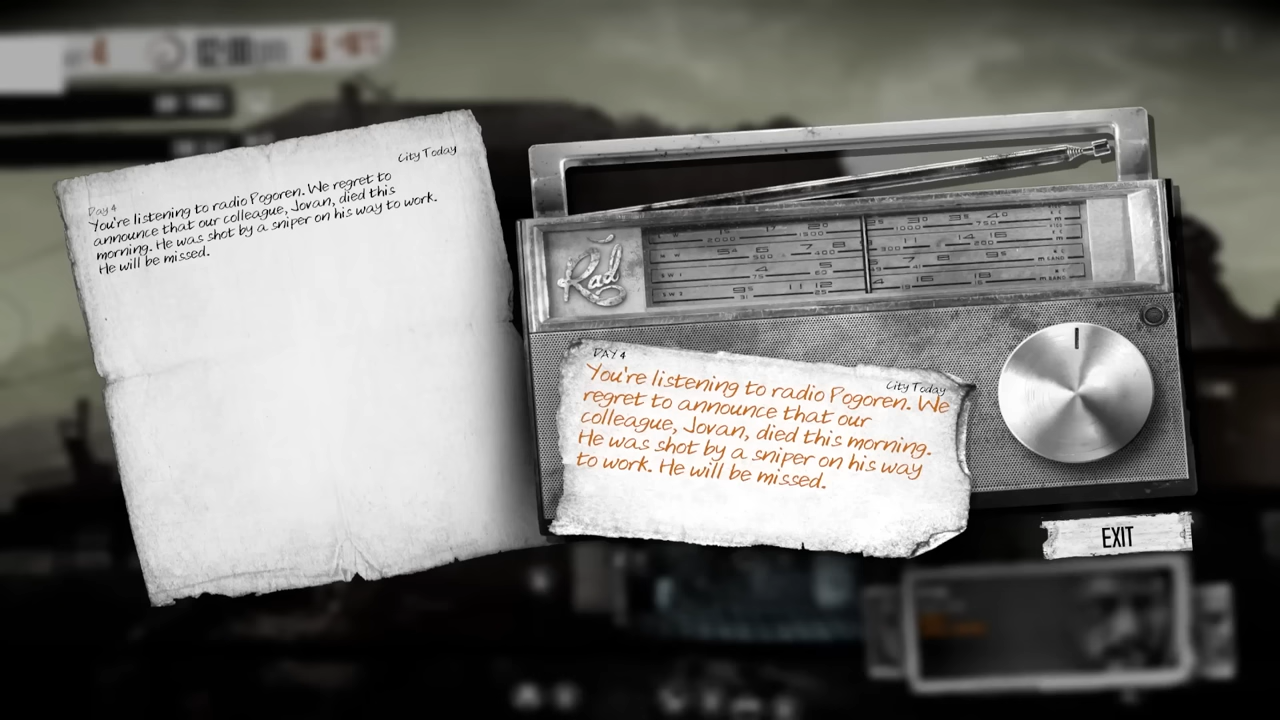 City Today
Day 4
You're listening to radio Pogoren. We regret to
announce that our colleague, Jovan, died this
morning. He was shot by a sniper on his way to work.
He will be missed.
Rad
DAY 4
City Today
You're listening to radio Pogoren. We
regret to announce that our
colleague, Jovan, died this morning.
He was shot by a sniper on his way
to work. He will be missed.
EXIT